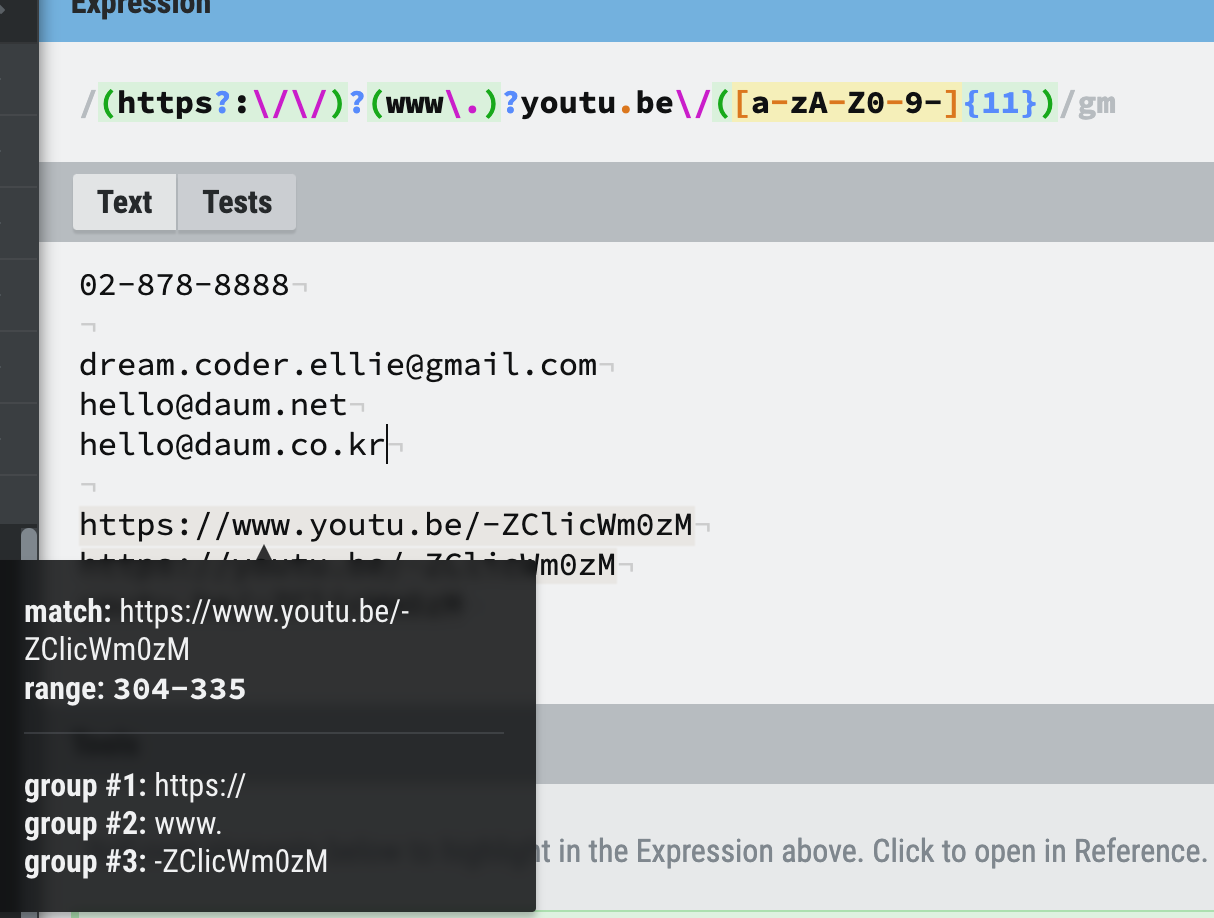 Expression
/(https?:\/\/)?(www\.)?youtu.be\/([a-zA-Z0-9-]{11})/gm
Text Tests
02-878-8888¬
¬
dream.coder.ellie@gmail.com¬
hello@daum.net¬
hello@daum.co.kr¬
¬
https://www.youtu.be/-ZClicWm0zM¬
https://youtu.be/-ZClicWm0zM¬
match: https://www.youtu.be/-
ZClicWm0zM
range: 304-335
group #1: https://
group #2: www.
group #3: -ZClicWm0zM
in the Expression above. Click to open in Reference.